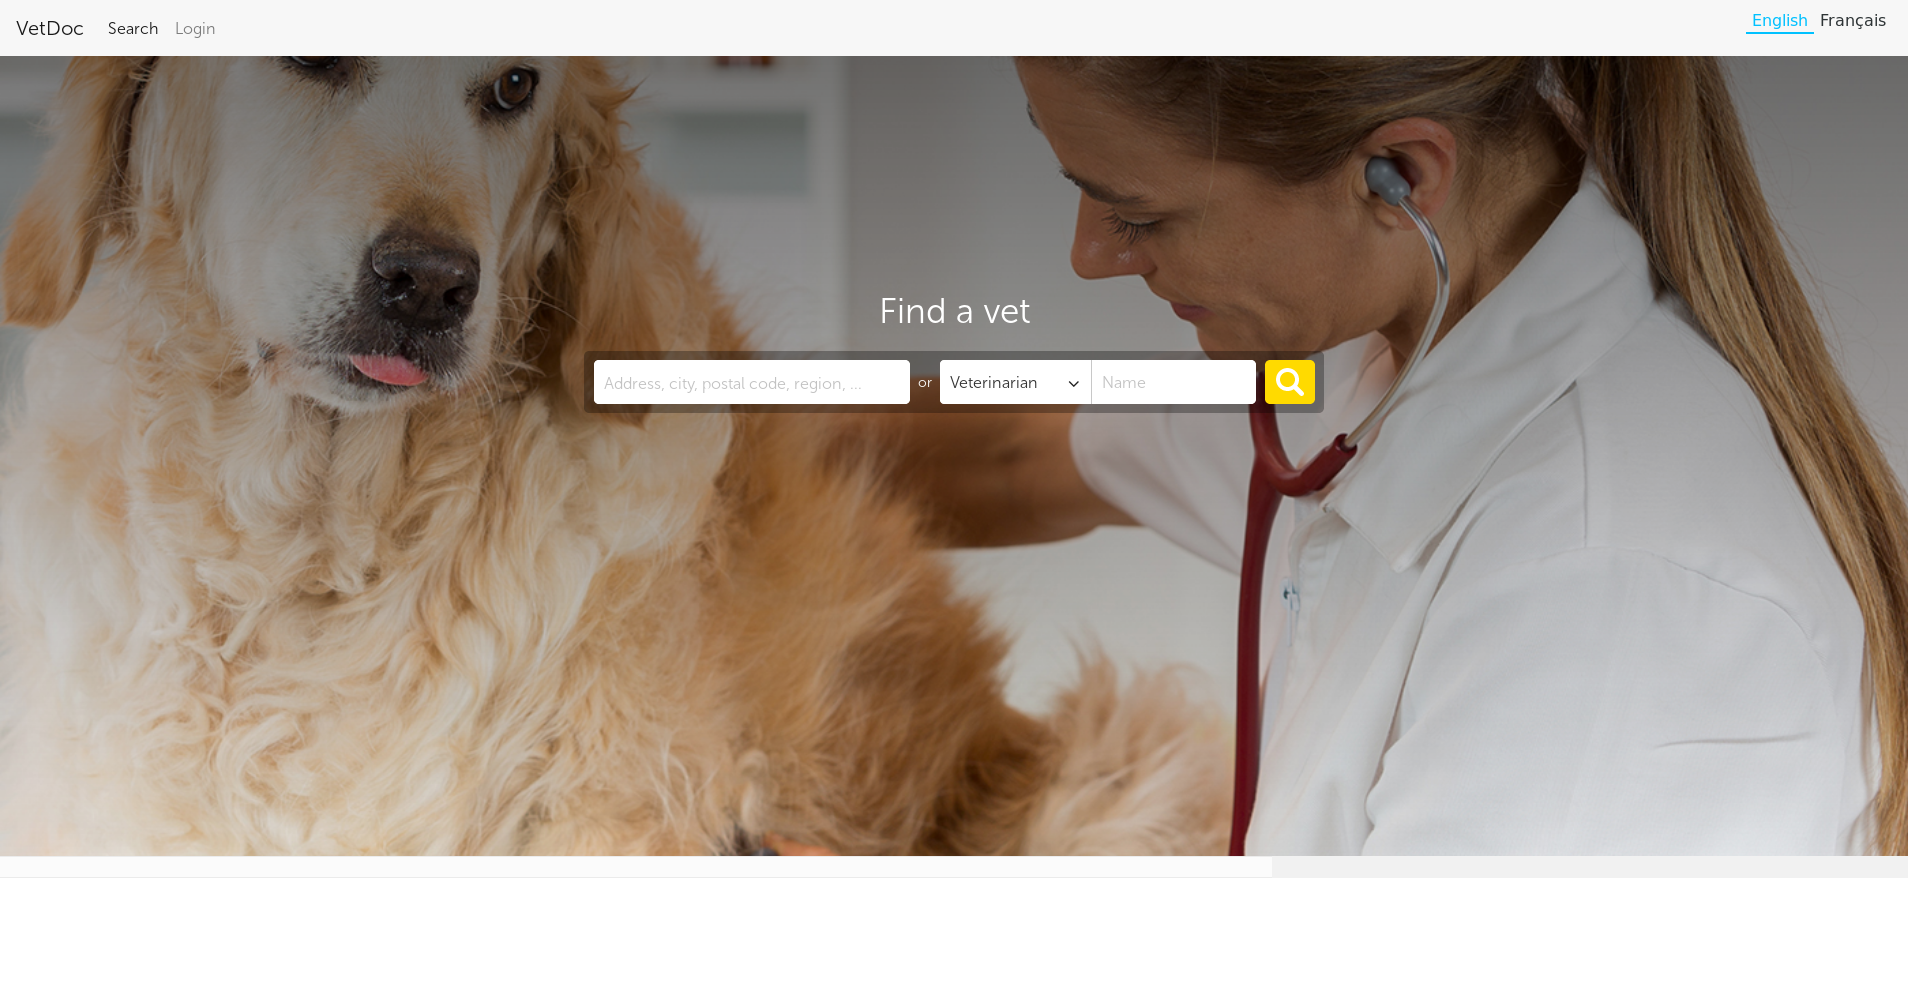 VetDoc Search Login English Français
Find a vet
Address, city, postal code, region, ... or Veterinarian Name